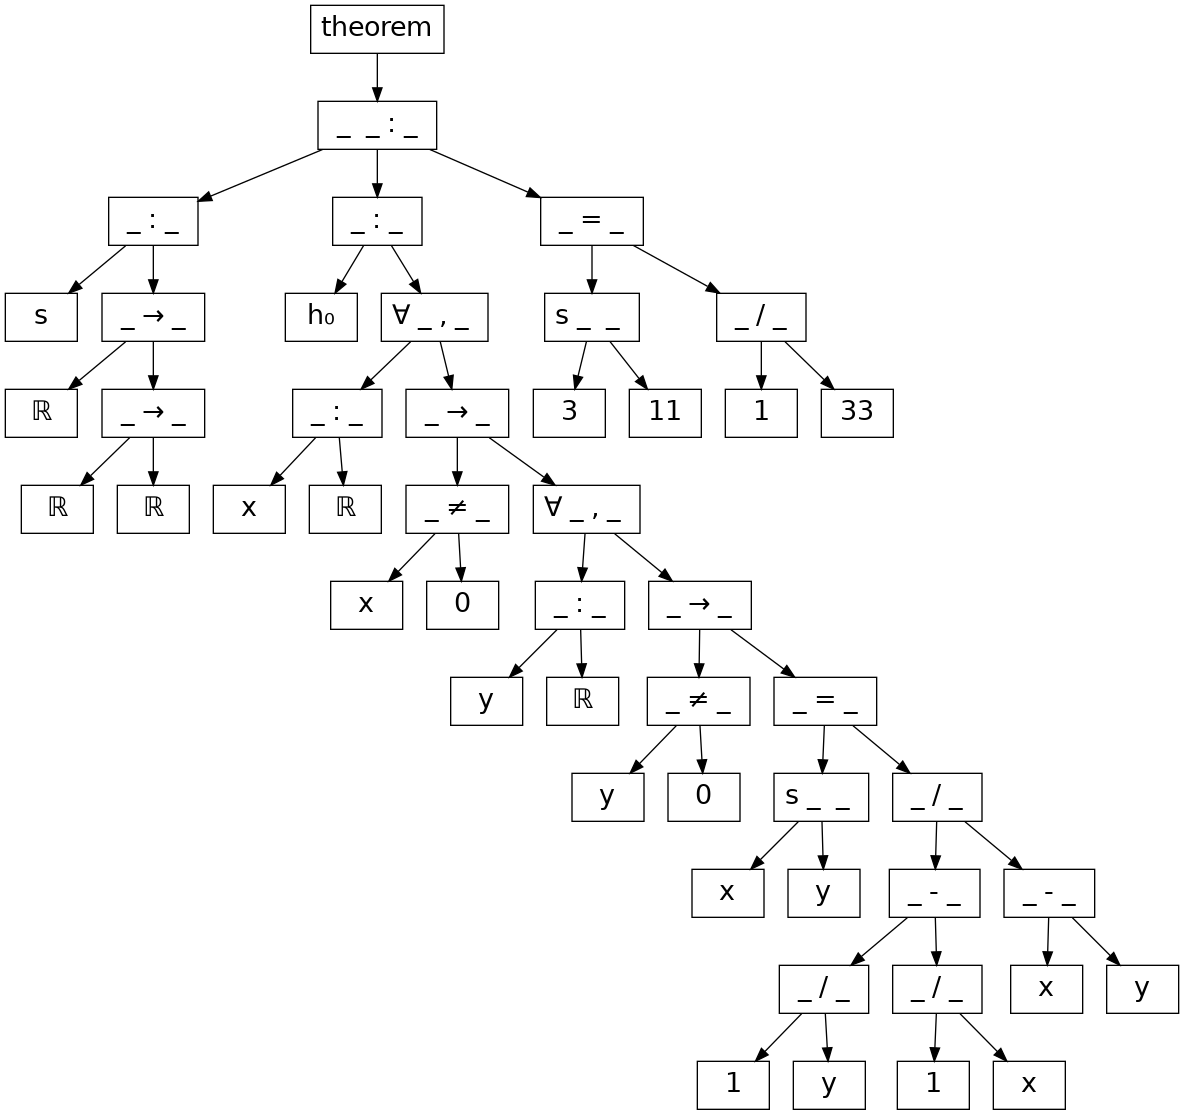 theorem
_ _ : _
_ : _ _ : _ _ = _
s _ → _ h₀ ∀ _ , _ s _ _ _ / _
ℝ _ → _ _ : _ _ → _ 3 11 1 33
ℝ ℝ x ℝ _ ≠ _ ∀ _ , _
x 0 _ : _ _ → _
y ℝ _ ≠ _ _ = _
y 0 s _ _ _ / _
x y _ - _ _ - _
_ / _ _ / _ x y
1 y 1 x